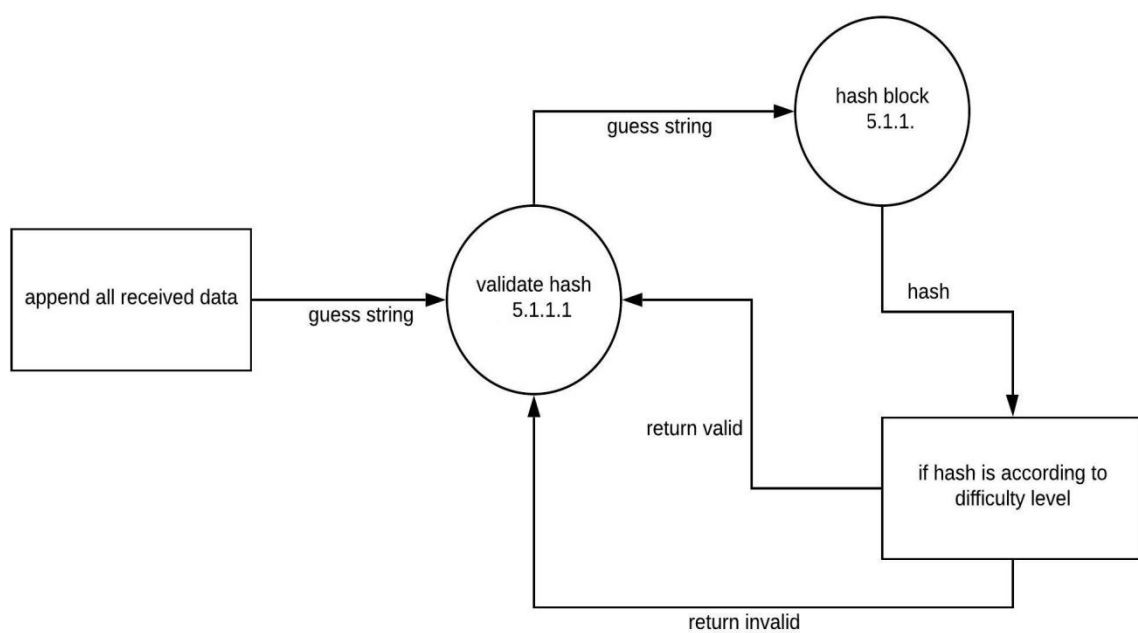 hash block
5.1.1.
guess string
append all received data
guess string
validate hash
5.1.1.1
hash
return valid
if hash is according to
difficulty level
return invalid